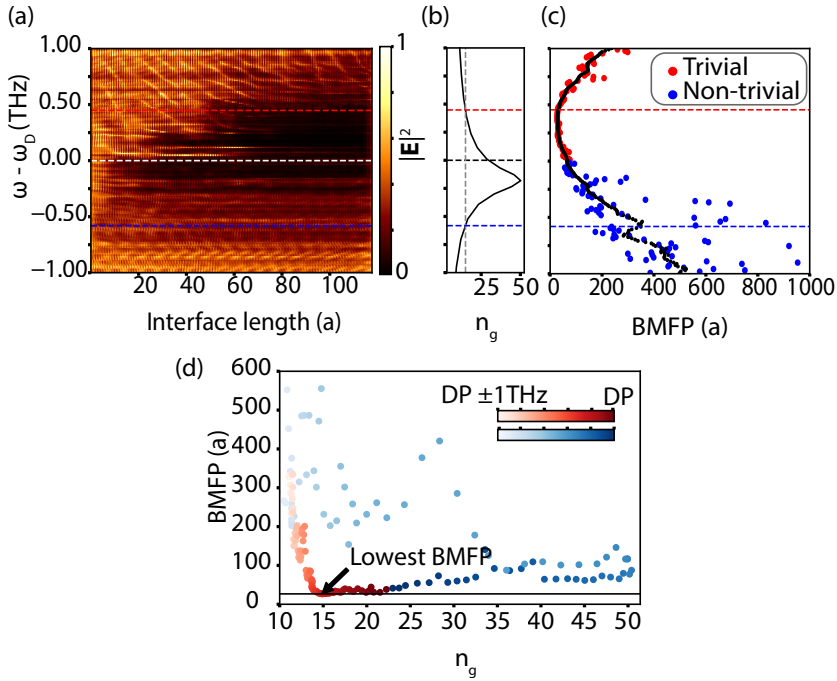 (a)
(b)
(c)
1.00
0.50
0.00
−0.50
−1.00
ω - ω_D (THz)
20
40
60
80
100
Interface length (a)
1
0
|E|²
25
50
n_g
Trivial
Non-trivial
0
200
400
600
800
1000
BMFP (a)
(d)
600
500
400
300
200
100
0
BMFP (a)
DP ±1THz
DP
Lowest BMFP
10
15
20
25
30
35
40
45
50
n_g